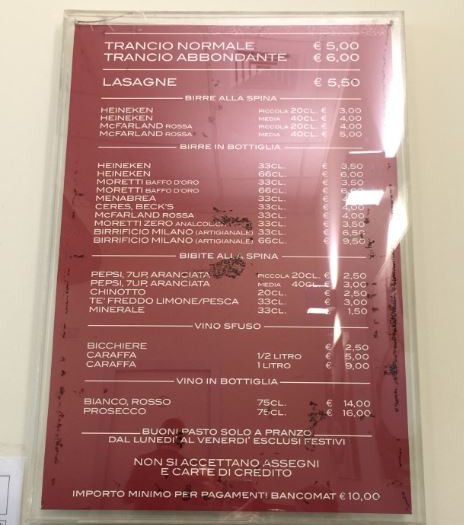 TRANCIO NORMALE € 5,00
TRANCIO ABBONDANTE € 6,00
LASAGNE € 5,50
BIRRE ALLA SPINA
HEINEKEN PICCOLA 20CL. € 3,00
HEINEKEN MEDIA 40CL. € 4,00
McFARLAND ROSSA PICCOLA 20CL. € 4,00
McFARLAND ROSSA MEDIA 40CL. € 5,00
BIRRE IN BOTTIGLIA
HEINEKEN 33CL. € 3,50
HEINEKEN 66CL. € 6,00
MORETTI BAFFO D'ORO 33CL. € 3,50
MORETTI BAFFO D'ORO 66CL. € 6,00
MENABREA 33CL. € 4,00
CERES, BECK'S 33CL. € 4,00
McFARLAND ROSSA 33CL. € 4,00
MORETTI ZERO ANALCOLICA 33CL. €
BIRRIFICIO MILANO (ARTIGIANALE) 33CL. € 6,50
BIRRIFICIO MILANO (ARTIGIANALE) 66CL. € 9,50
BIBITE ALLA SPINA
PEPSI, 7UP, ARANCIATA PICCOLA 20CL. € 2,50
PEPSI, 7UP, ARANCIATA MEDIA 40CL. € 3,00
CHINOTTO 20CL. € 2,50
TE' FREDDO LIMONE/PESCA 33CL. € 3,00
MINERALE 33CL. € 1,50
VINO SFUSO
BICCHIERE € 2,50
CARAFFA 1/2 LITRO € 5,00
CARAFFA 1 LITRO € 9,00
VINO IN BOTTIGLIA
BIANCO, ROSSO 75CL. € 14,00
PROSECCO 75CL. € 16,00
BUONI PASTO SOLO A PRANZO
DAL LUNEDI' AL VENERDI' ESCLUSI FESTIVI
NON SI ACCETTANO ASSEGNI
E CARTE DI CREDITO
IMPORTO MINIMO PER PAGAMENTI BANCOMAT € 10,00